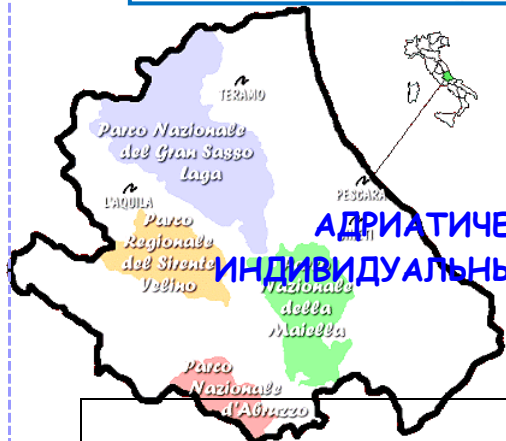 TERAMO
Parco Nazionale
del Gran Sasso
Laga
L'AQUILA
PESCARA
Parco
Regionale
del Sirente
Velino
АДРИАТИЧЕ
ИНДИВИДУАЛЬНЫ
Nazionale
della
Maiella
Parco
Nazionale
d'Abruzzo